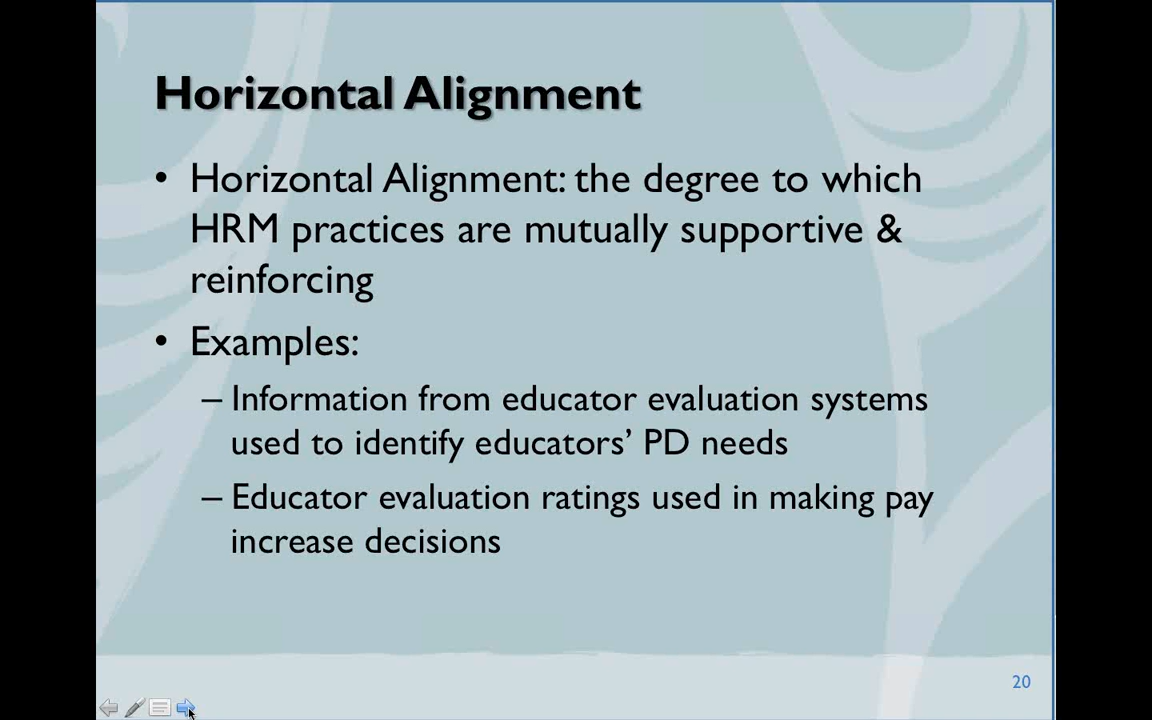 Horizontal Alignment
• Horizontal Alignment: the degree to which
HRM practices are mutually supportive &
reinforcing
• Examples:
– Information from educator evaluation systems
used to identify educators’ PD needs
– Educator evaluation ratings used in making pay
increase decisions
20